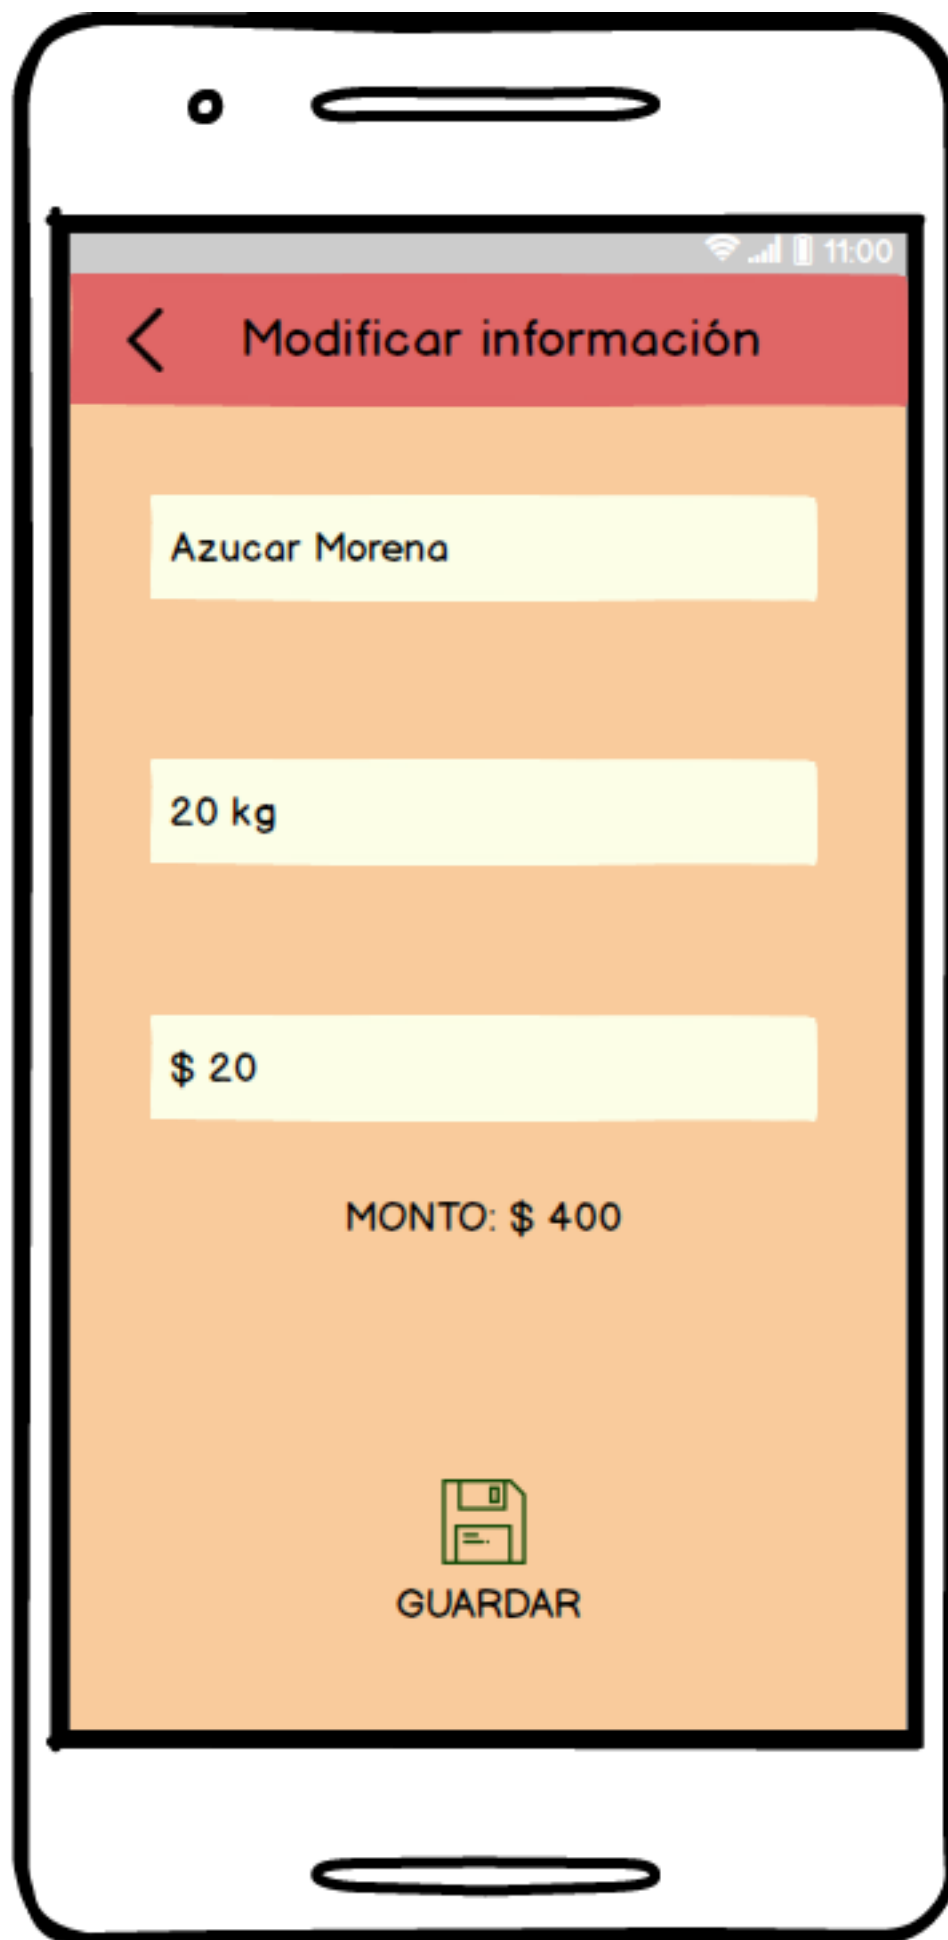 11:00
Modificar información
Azucar Morena
20 kg
$ 20
MONTO: $ 400
GUARDAR